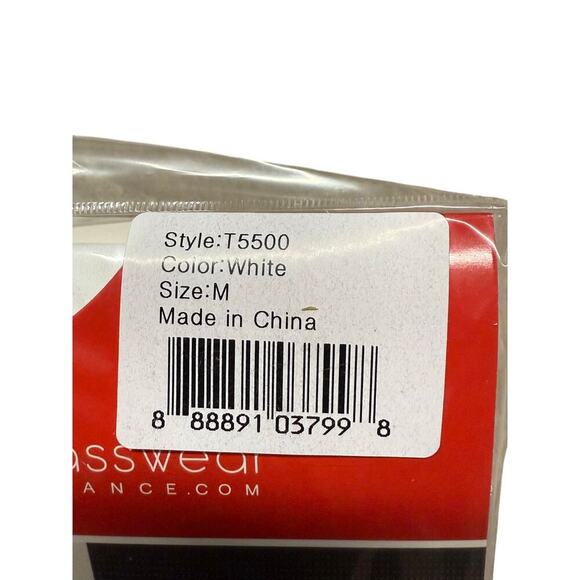 Style:T5500
Color:White
Size:M
Made in China
8 88891 03799 8
asswear
ANCE.COM